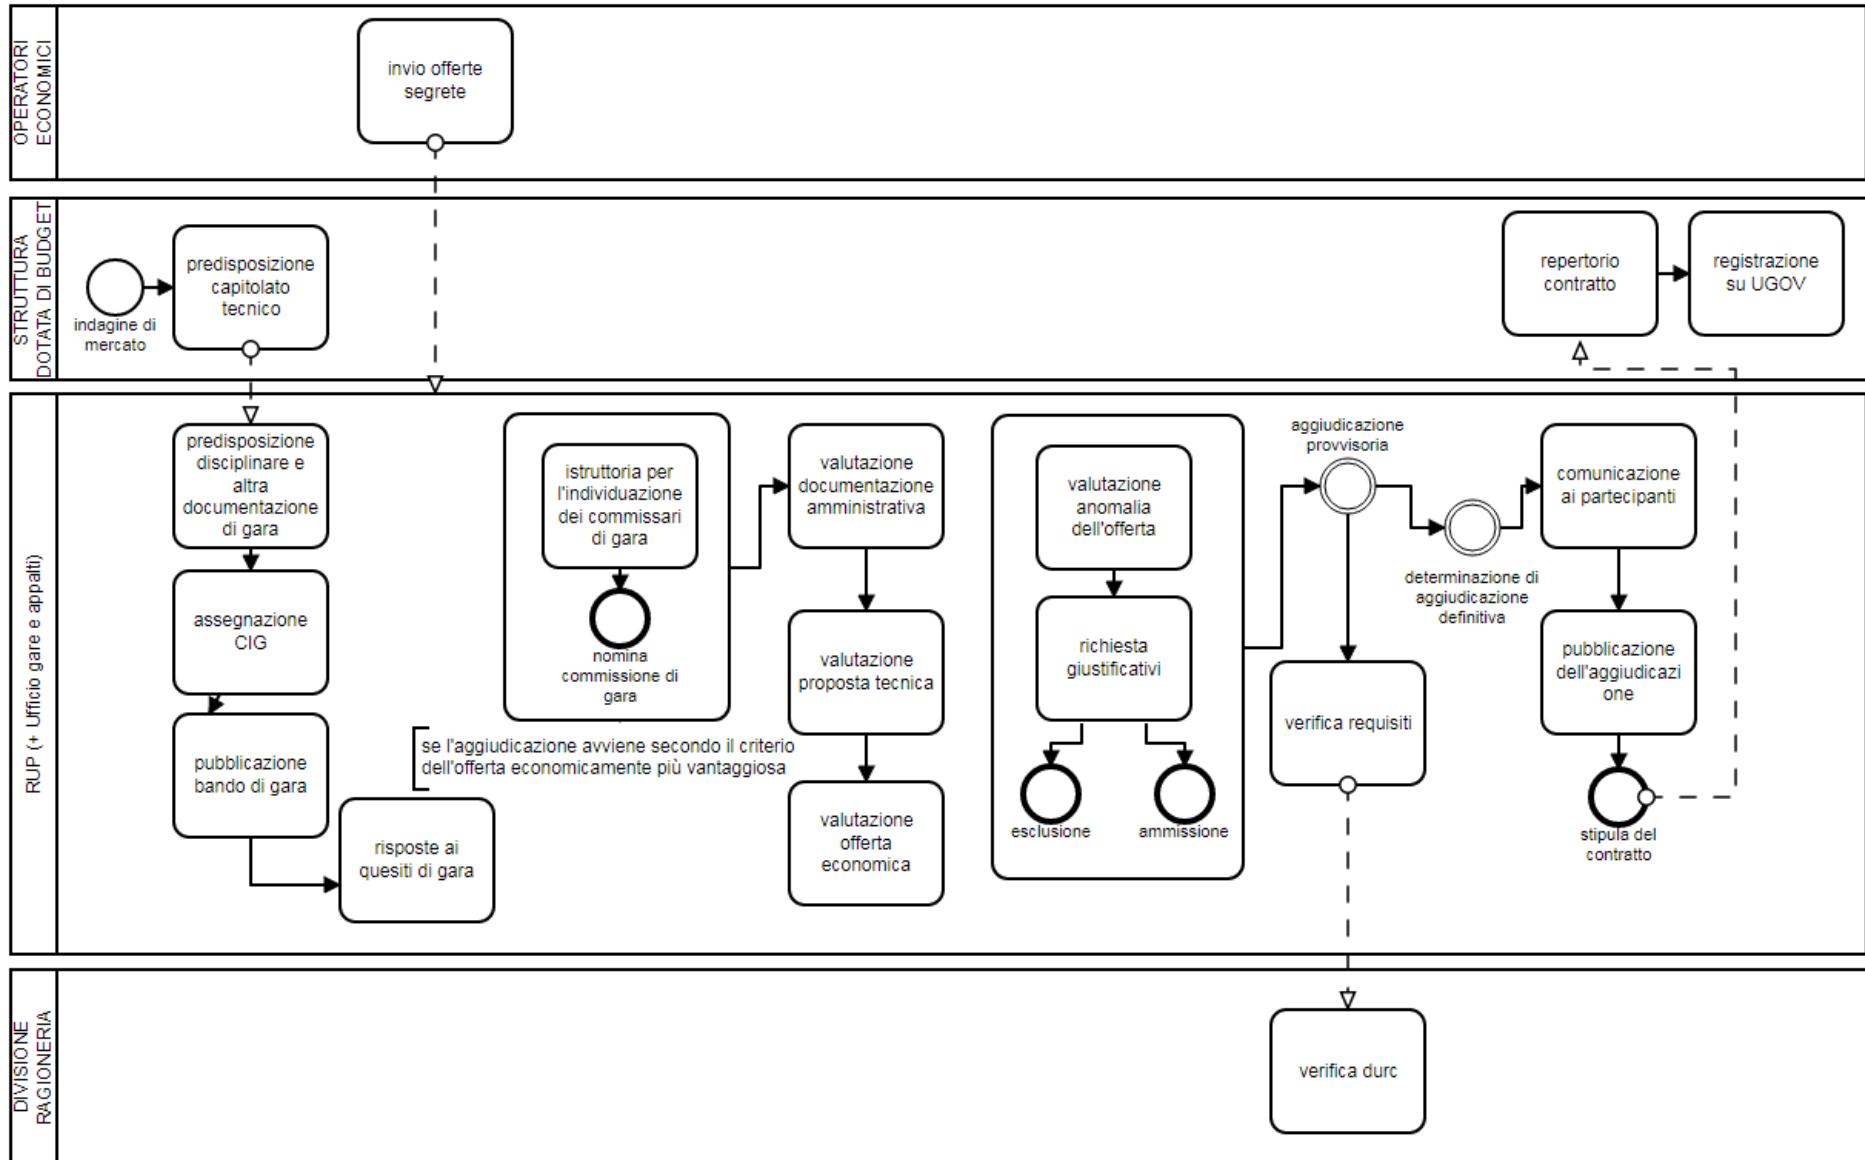 OPERATORI
ECONOMICI
invio offerte
segrete
STRUTTURA
DOTATA DI BUDGET
indagine di
mercato
predisposizione
capitolato
tecnico
repertorio
contratto
registrazione
su UGOV
RUP (+ Ufficio gare e appalti)
predisposizione
disciplinare e
altra
documentazione
di gara
assegnazione
CIG
pubblicazione
bando di gara
risposte ai
quesiti di gara
istruttoria per
l'individuazione
dei commissari
di gara
nomina
commissione di
gara
se l'aggiudicazione avviene secondo il criterio
dell'offerta economicamente più vantaggiosa
valutazione
documentazione
amministrativa
valutazione
proposta tecnica
valutazione
offerta
economica
valutazione
anomalia
dell'offerta
richiesta
giustificativi
esclusione
ammissione
aggiudicazione
provvisoria
verifica requisiti
determinazione di
aggiudicazione
definitiva
comunicazione
ai partecipanti
pubblicazione
dell'aggiudicazi
one
stipula del
contratto
DIVISIONE
RAGIONERIA
verifica durc